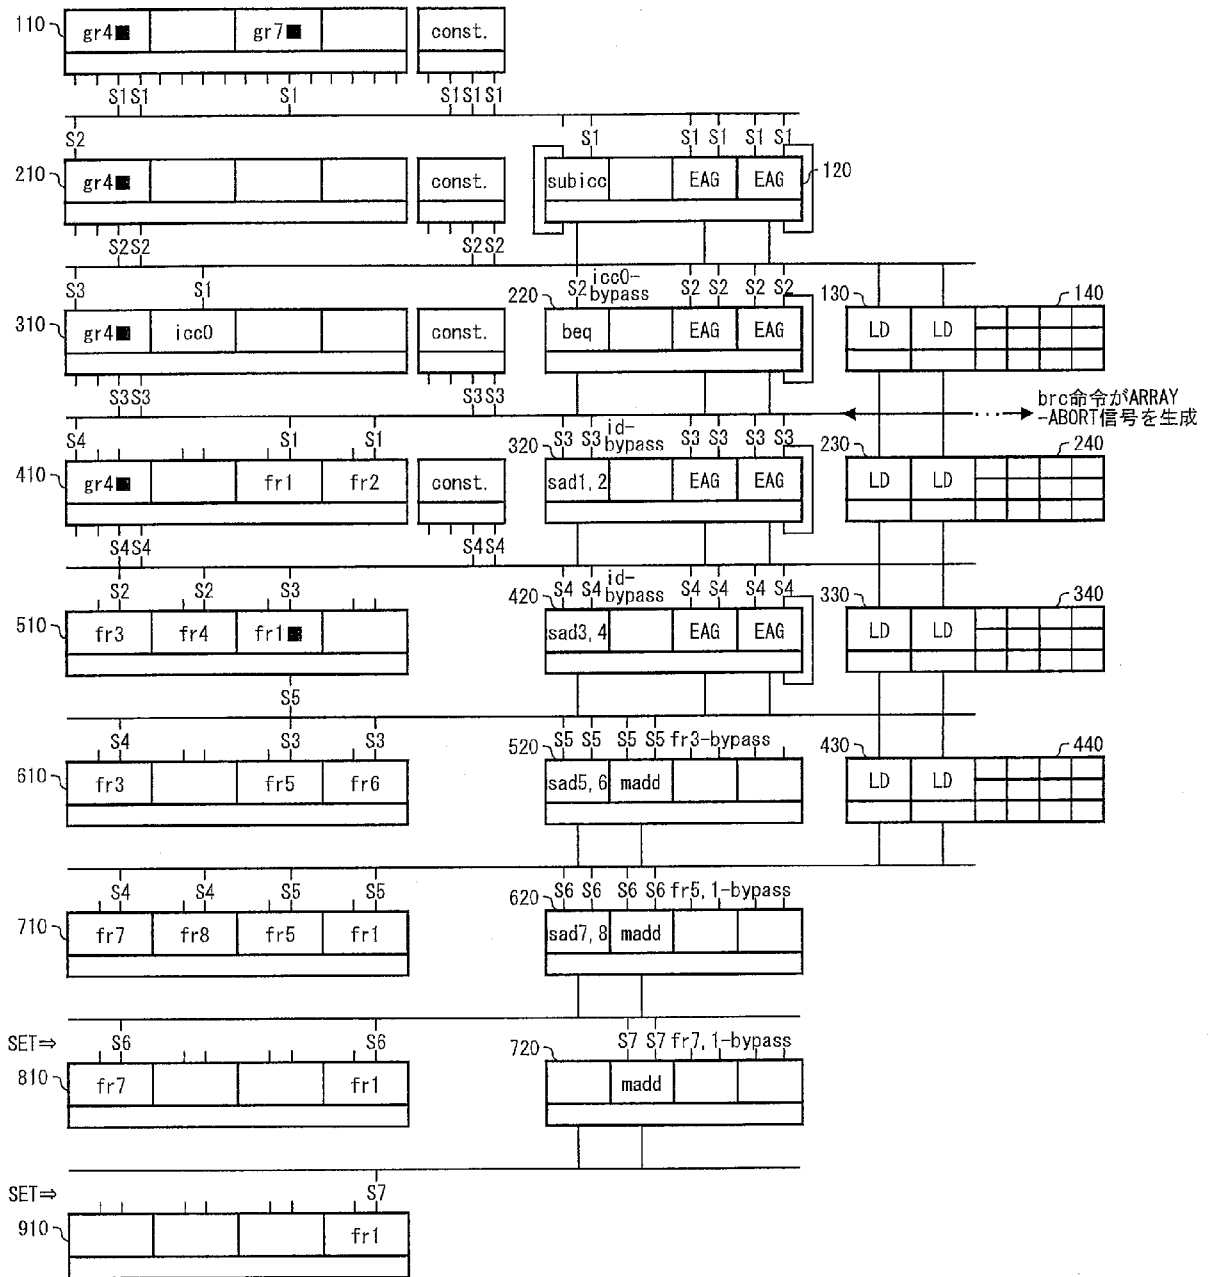 110 gr4■ gr7■ const.
S1 S1 S1 S1 S1 S1
S2 S1 S1 S1 S1 S1
210 gr4■ const. subicc EAG EAG 120
S2 S2 S2 S2
icc0-
S3 S1 S2 bypass S2 S2 S2 S2
220 130 140
310 gr4■ icc0 const. beq EAG EAG LD LD
S3 S3 S3 S3
brc命令がARRAY
-ABORT信号を生成
id-
S4 S1 S1 S3 S3 bypass S3 S3 S3 S3
320 230 240
410 gr4■ fr1 fr2 const. sad1,2 EAG EAG LD LD
S4 S4 S4 S4
id-
S2 S2 S3 S4 S4 bypass S4 S4 S4 S4
420 330 340
510 fr3 fr4 fr1■ sad3,4 EAG EAG LD LD
S5
S4 S3 S3 S5 S5 S5 S5 fr3-bypass
520 430 440
610 fr3 fr5 fr6 sad5,6 madd LD LD
S4 S4 S5 S5 S6 S6 S6 S6 fr5,1-bypass
620
710 fr7 fr8 fr5 fr1 sad7,8 madd
SET⇒ S6 S6 S7 S7 fr7,1-bypass
720
810 fr7 fr1 madd
SET⇒ S7
910 fr1